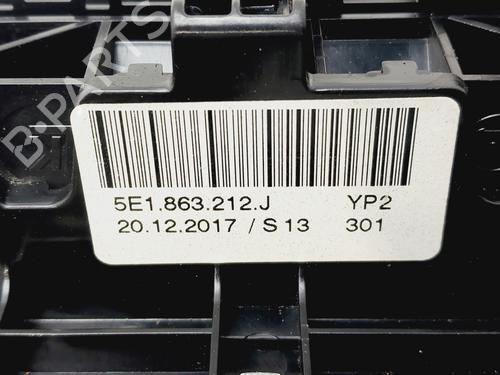 B-PARTS
5E1.863.212.J YP2
20.12.2017 / S 13 301